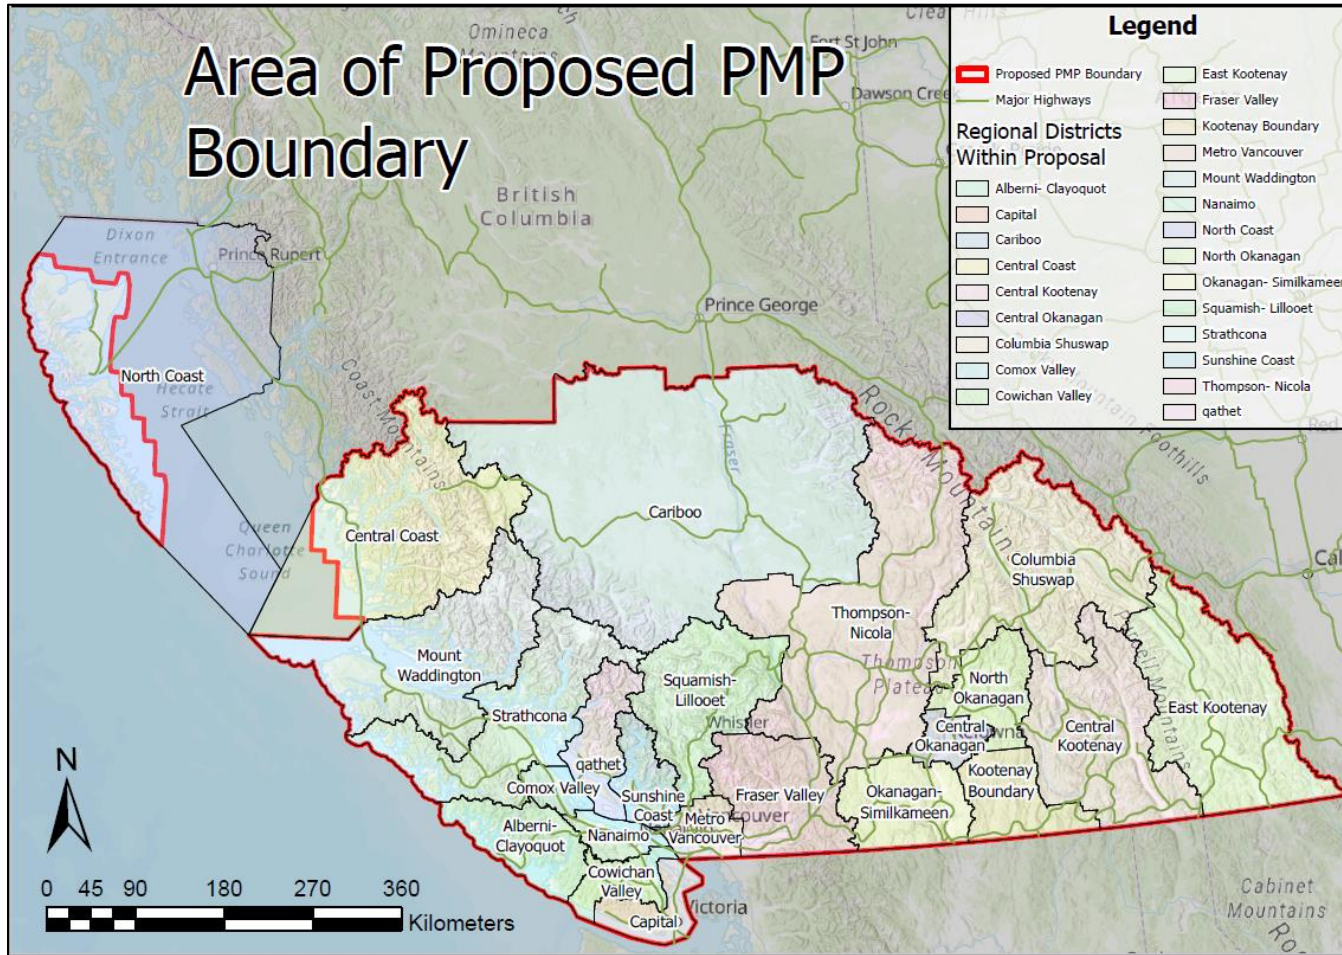 Area of Proposed PMP
Boundary
Legend
Proposed PMP Boundary
Major Highways
Regional Districts
Within Proposal
Alberni- Clayoquot
Capital
Cariboo
Central Coast
Central Kootenay
Central Okanagan
Columbia Shuswap
Comox Valley
Cowichan Valley
East Kootenay
Fraser Valley
Kootenay Boundary
Metro Vancouver
Mount Waddington
Nanaimo
North Coast
North Okanagan
Okanagan- Similkameen
Squamish- Lillooet
Strathcona
Sunshine Coast
Thompson- Nicola
qathet
Omineca
Mountains
Fort St John
Dawson Creek
British
Columbia
Dixon
Entrance
Prince Rupert
Prince George
North Coast
Hecate
Strait
Coast Mountains
Rocky Mountain
Foothills
Fraser
Cariboo
Queen
Charlotte
Sound
Central Coast
Columbia
Shuswap
Thompson-
Nicola
Thompson
Plateau
Mount
Waddington
Squamish-
Lillooet
Whistler
North
Okanagan
Strathcona
Central
Okanagan
Kelowna
Central
Kootenay
East Kootenay
qathet
Comox Valley
Sunshine
Coast
Fraser Valley
Okanagan-
Similkameen
Kootenay
Boundary
Alberni-
Clayoquot
Nanaimo
Metro
Vancouver
Cowichan
Valley
Capital
Victoria
Cabinet
Mountains
N
0 45 90 180 270 360
Kilometers